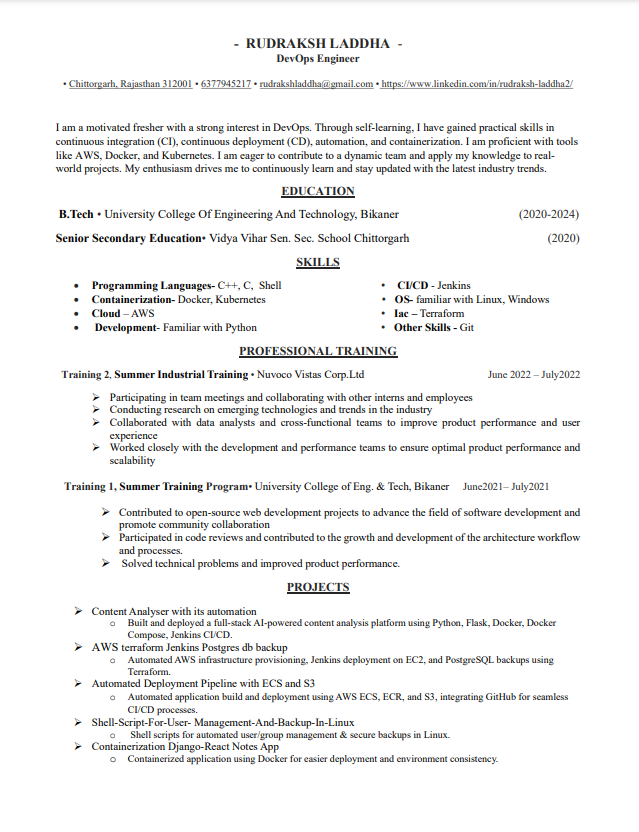 - RUDRAKSH LADDHA -
DevOps Engineer
• Chittorgarh, Rajasthan 312001 • 6377945217 • rudrakshladdha@gmail.com • https://www.linkedin.com/in/rudraksh-laddha2/
I am a motivated fresher with a strong interest in DevOps. Through self-learning, I have gained practical skills in
continuous integration (CI), continuous deployment (CD), automation, and containerization. I am proficient with tools
like AWS, Docker, and Kubernetes. I am eager to contribute to a dynamic team and apply my knowledge to real-
world projects. My enthusiasm drives me to continuously learn and stay updated with the latest industry trends.
EDUCATION
B.Tech • University College Of Engineering And Technology, Bikaner (2020-2024)
Senior Secondary Education• Vidya Vihar Sen. Sec. School Chittorgarh (2020)
SKILLS
• Programming Languages- C++, C, Shell
• Containerization- Docker, Kubernetes
• Cloud – AWS
• Development- Familiar with Python
• CI/CD - Jenkins
• OS- familiar with Linux, Windows
• Iac – Terraform
• Other Skills - Git
PROFESSIONAL TRAINING
Training 2, Summer Industrial Training • Nuvoco Vistas Corp.Ltd June 2022 – July2022
➢ Participating in team meetings and collaborating with other interns and employees
➢ Conducting research on emerging technologies and trends in the industry
➢ Collaborated with data analysts and cross-functional teams to improve product performance and user
experience
➢ Worked closely with the development and performance teams to ensure optimal product performance and
scalability
Training 1, Summer Training Program• University College of Eng. & Tech, Bikaner June2021– July2021
➢ Contributed to open-source web development projects to advance the field of software development and
promote community collaboration
➢ Participated in code reviews and contributed to the growth and development of the architecture workflow
and processes.
➢ Solved technical problems and improved product performance.
PROJECTS
➢ Content Analyser with its automation
o Built and deployed a full-stack AI-powered content analysis platform using Python, Flask, Docker, Docker
Compose, Jenkins CI/CD.
➢ AWS terraform Jenkins Postgres db backup
o Automated AWS infrastructure provisioning, Jenkins deployment on EC2, and PostgreSQL backups using
Terraform.
➢ Automated Deployment Pipeline with ECS and S3
o Automated application build and deployment using AWS ECS, ECR, and S3, integrating GitHub for seamless
CI/CD processes.
➢ Shell-Script-For-User- Management-And-Backup-In-Linux
o Shell scripts for automated user/group management & secure backups in Linux.
➢ Containerization Django-React Notes App
o Containerized application using Docker for easier deployment and environment consistency.